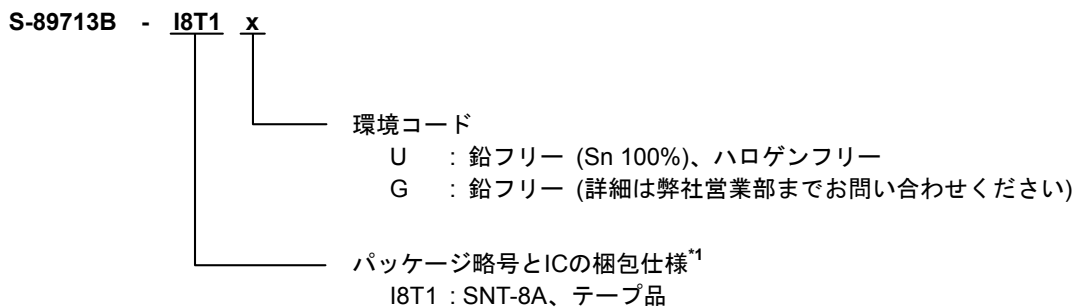 S-89713B - I8T1 x
環境コード
U : 鉛フリー (Sn 100%)、ハロゲンフリー
G : 鉛フリー (詳細は弊社営業部までお問い合わせください)
パッケージ略号とICの梱包仕様*1
I8T1 : SNT-8A、テープ品